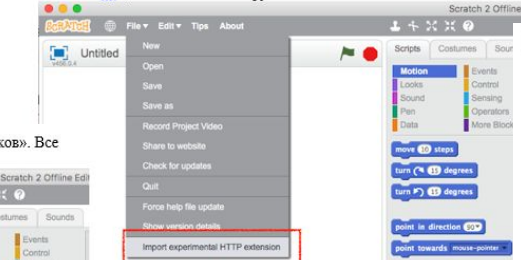 Scratch 2 Offline
SCRATCH File▾ Edit▾ Tips About
Untitled
v456.0.4
New
Open
Save
Save as
Record Project Video
Share to website
Check for updates
Quit
Force help file update
Show version details
Import experimental HTTP extension
Scripts Costumes
Motion Events
Looks Control
Sound Sensing
Pen Operators
Data More Block
move 10 steps
turn ↻ 15 degrees
turn ↺ 15 degrees
point in direction 90▾
point towards mouse-pointer
ков». Все
Scratch 2 Offline Edi
stumes Sounds
Events
Control